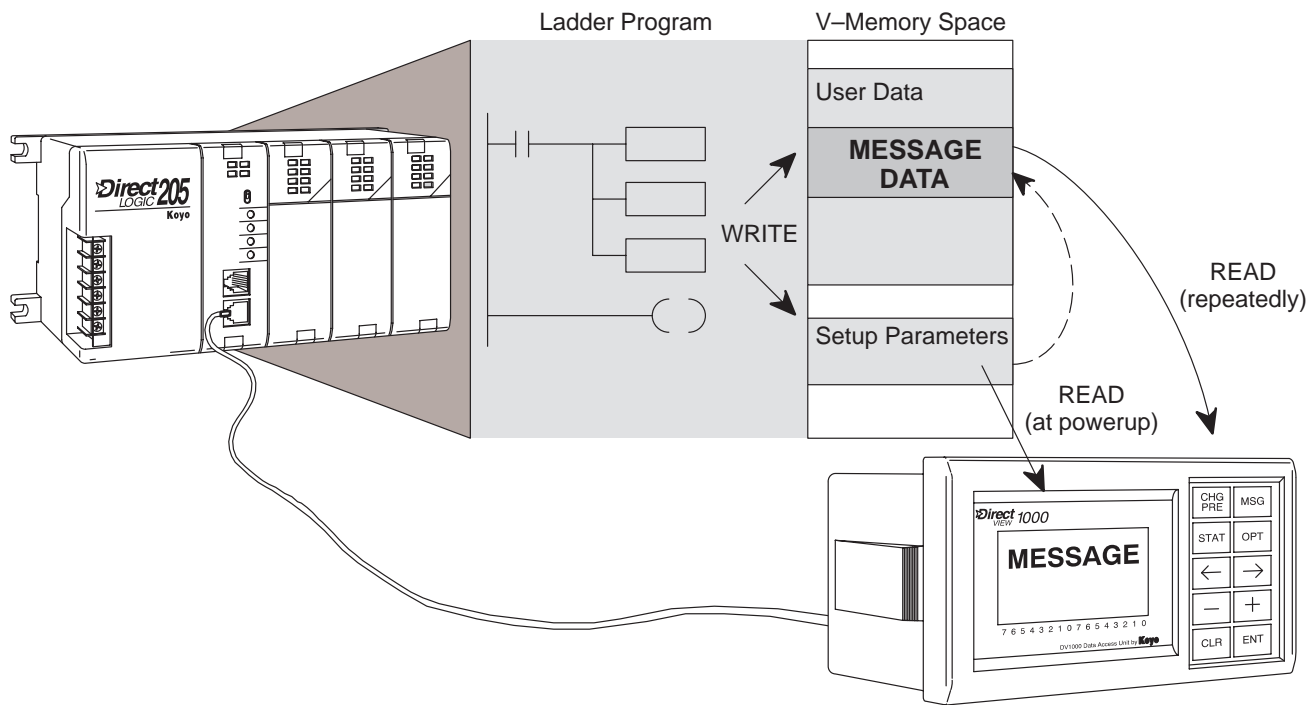 Ladder Program
V–Memory Space
User Data
MESSAGE
DATA
WRITE
Setup Parameters
READ
(repeatedly)
READ
(at powerup)
Direct 205
LOGIC
Koyo
Direct 1000
VIEW
MESSAGE
7 6 5 4 3 2 1 0 7 6 5 4 3 2 1 0
DV1000 Data Access Unit by Koyo
CHG
PRE
MSG
STAT
OPT
← →
– +
CLR
ENT